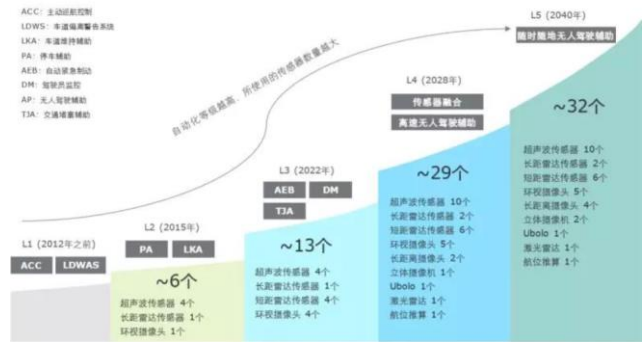 ACC：主动巡航控制
LDWS：车道偏离警告系统
LKA：车道维持辅助
PA：停车辅助
AEB：自动紧急制动
DM：驾驶员监控
AP：无人驾驶辅助
TJA：交通堵塞辅助
自动化等级越高，所使用的传感器数量越大
L1 (2012年之前)
ACC
LDWAS
L2 (2015年)
PA
LKA
~6个
超声波传感器 4个
长距雷达传感器 1个
环视摄像头 1个
L3 (2022年)
AEB
DM
TJA
~13个
超声波传感器 4个
长距雷达传感器 1个
短距雷达传感器 4个
环视摄像头 4个
L4 (2028年)
传感器融合
高速无人驾驶辅助
~29个
超声波传感器 10个
长距雷达传感器 2个
短距雷达传感器 6个
环视摄像头 5个
长距离摄像头 2个
立体摄像机 1个
Ubolo 1个
激光雷达 1个
航位推算 1个
L5 (2040年)
随时随地无人驾驶辅助
~32个
超声波传感器 10个
长距雷达传感器 2个
短距雷达传感器 6个
环视摄像头 5个
长距离摄像头 4个
立体摄像机 2个
Ubolo 1个
激光雷达 1个
航位推算 1个